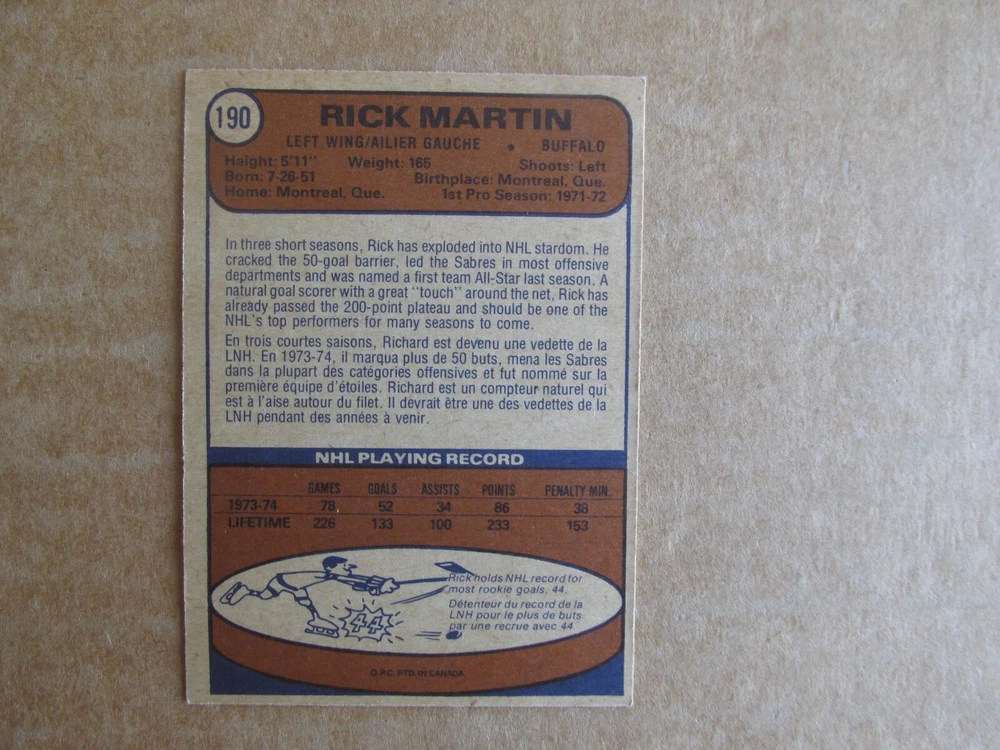 190
RICK MARTIN
LEFT WING/AILIER GAUCHE • BUFFALO
Height: 5'11" Weight: 165 Shoots: Left
Born: 7-26-51 Birthplace: Montreal, Que.
Home: Montreal, Que. 1st Pro Season: 1971-72
In three short seasons, Rick has exploded into NHL stardom. He
cracked the 50-goal barrier, led the Sabres in most offensive
departments and was named a first team All-Star last season. A
natural goal scorer with a great "touch" around the net, Rick has
already passed the 200-point plateau and should be one of the
NHL's top performers for many seasons to come.
En trois courtes saisons, Richard est devenu une vedette de la
LNH. En 1973-74, il marqua plus de 50 buts, mena les Sabres
dans la plupart des catégories offensives et fut nommé sur la
première équipe d'étoiles. Richard est un compteur naturel qui
est à l'aise autour du filet. Il devrait être une des vedettes de la
LNH pendant des années à venir.
NHL PLAYING RECORD
GAMES GOALS ASSISTS POINTS PENALTY MIN.
1973-74 78 52 34 86 38
LIFETIME 226 133 100 233 153
Rick holds NHL record for
most rookie goals, 44.
Détenteur du record de la
LNH pour le plus de buts
par une recrue avec 44
44
O.P.C. PTD. IN CANADA